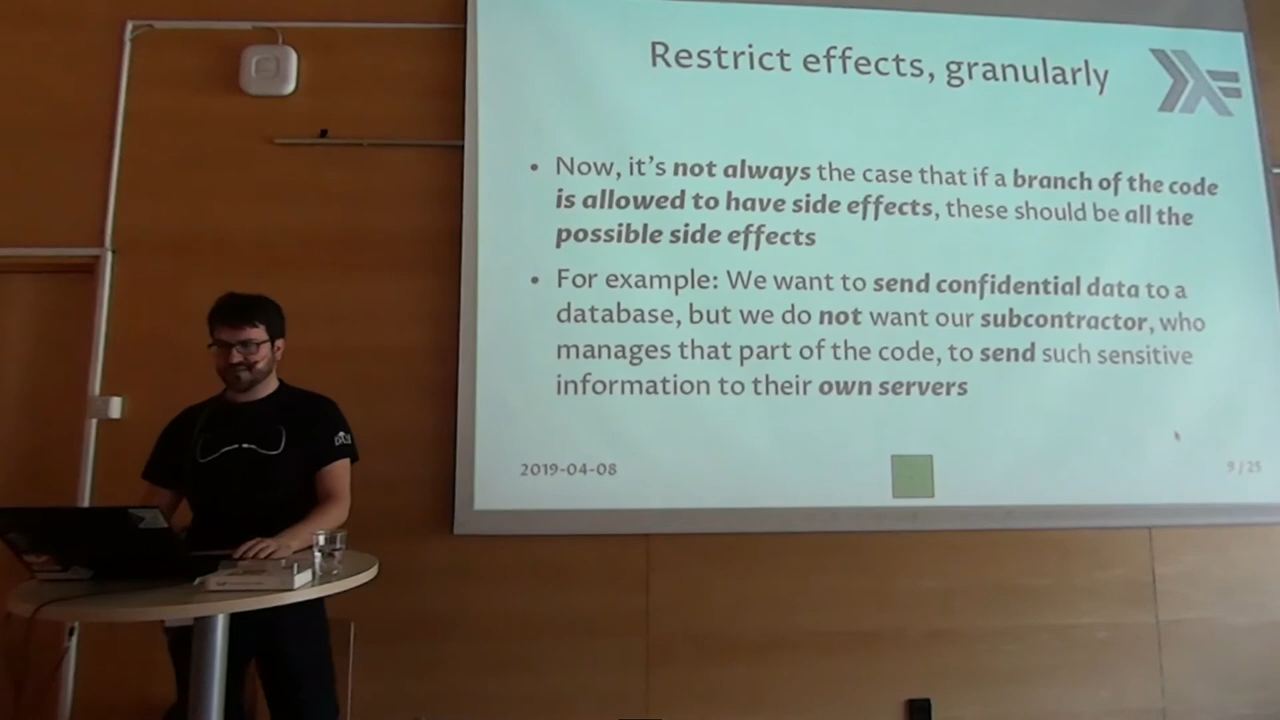 Restrict effects, granularly
• Now, it's not always the case that if a branch of the code
is allowed to have side effects, these should be all the
possible side effects
• For example: We want to send confidential data to a
database, but we do not want our subcontractor, who
manages that part of the code, to send such sensitive
information to their own servers
2019-04-08
9 / 25